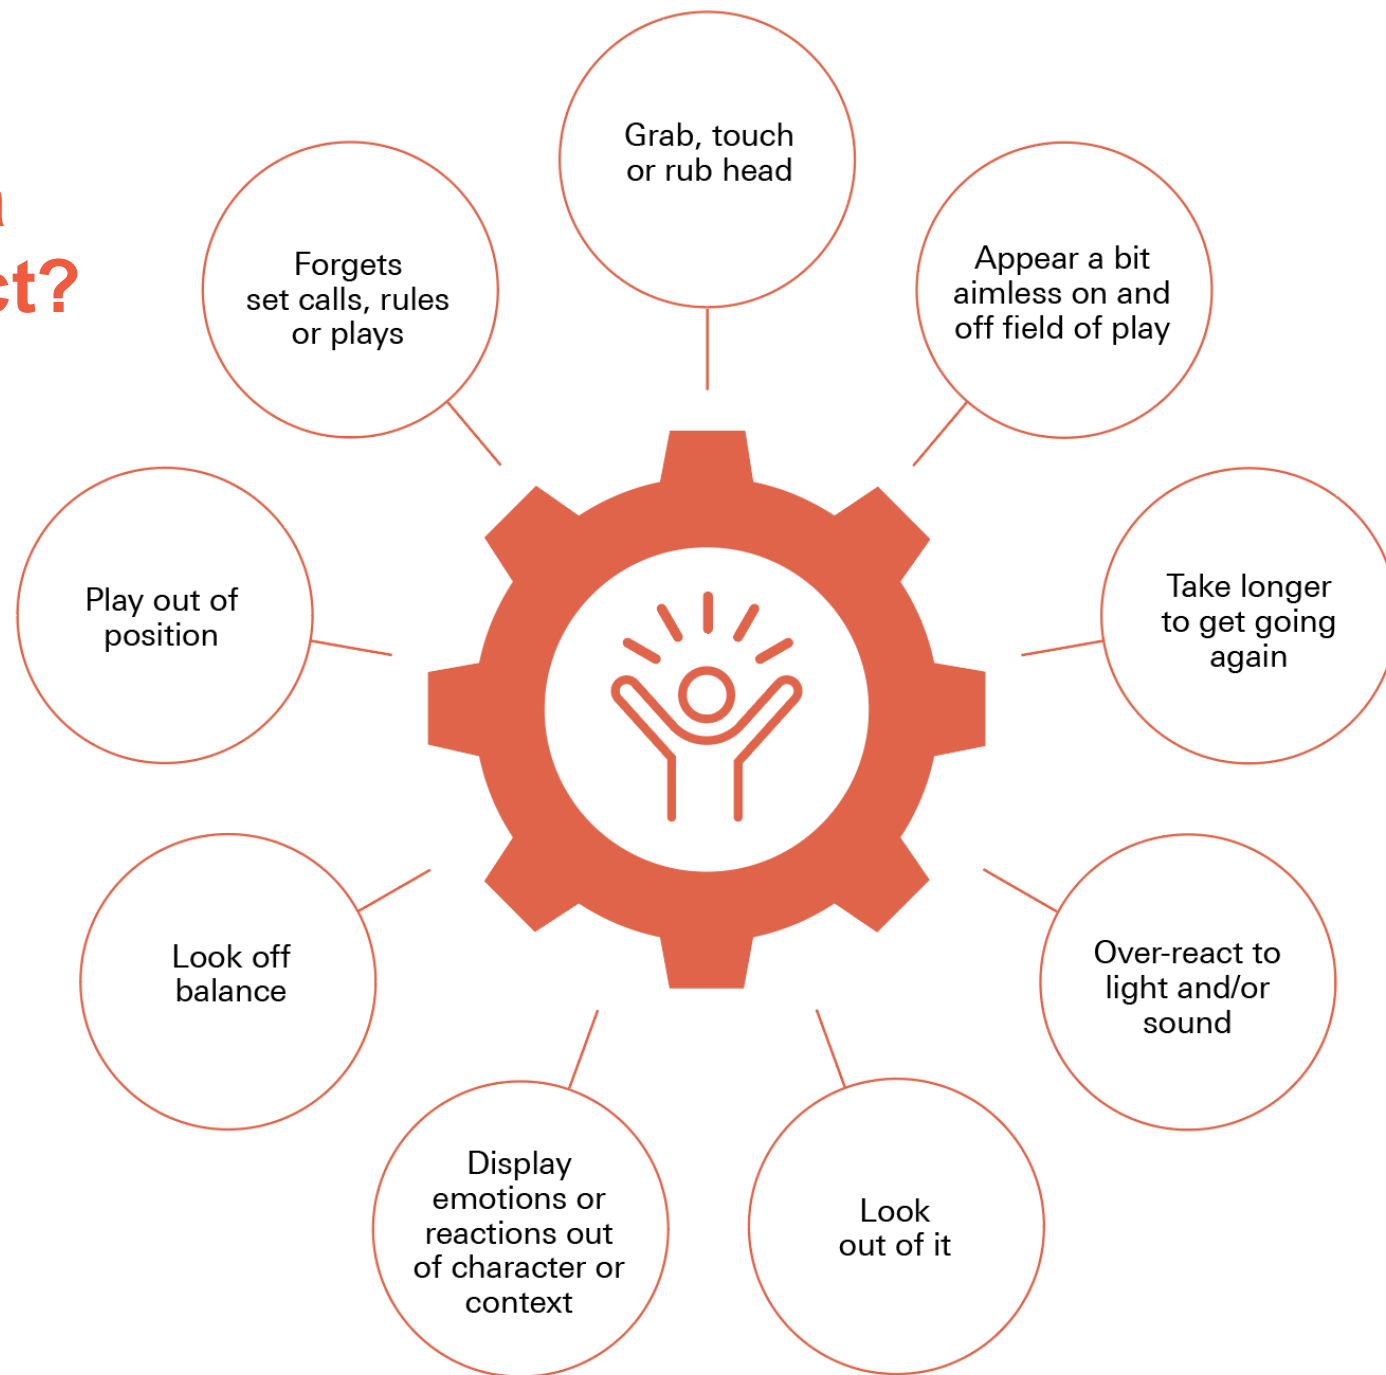 ct?
Grab, touch
or rub head
Appear a bit
aimless on and
off field of play
Take longer
to get going
again
Over-react to
light and/or
sound
Look
out of it
Display
emotions or
reactions out
of character or
context
Look off
balance
Play out of
position
Forgets
set calls, rules
or plays